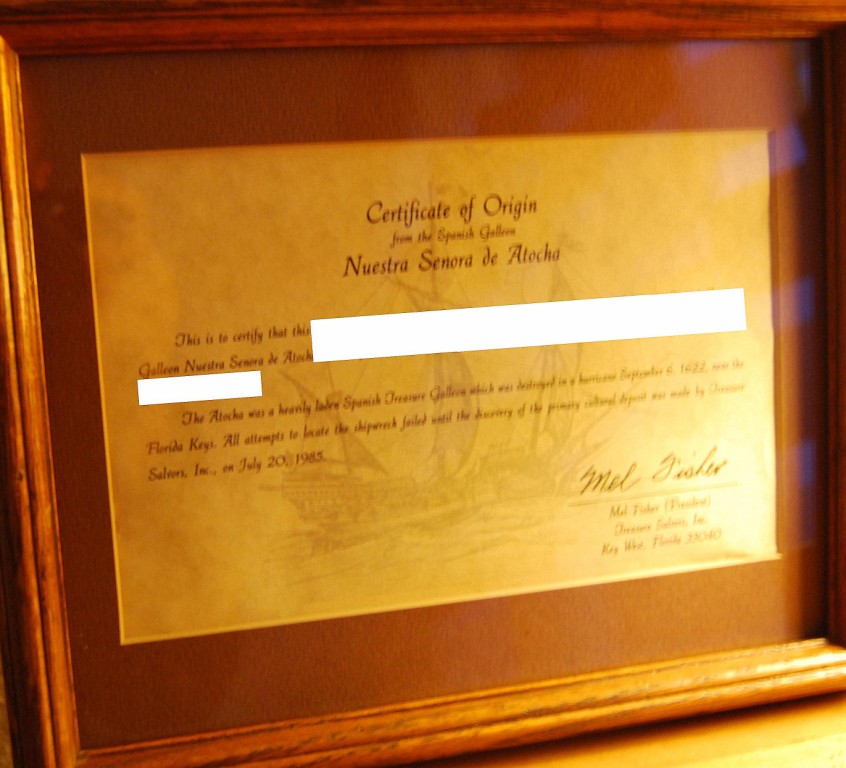 Certificate of Origin
from the Spanish Galleon
Nuestra Senora de Atocha
This is to certify that this
Galleon Nuestra Senora de Atoch
The Atocha was a heavily laden Spanish Treasure Galleon which was destroyed in a hurricane September 6, 1622, near the
Florida Keys. All attempts to locate the shipwreck failed until the discovery of the primary cultural deposit was made by Treasure
Salvors, Inc., on July 20, 1985.
Mel Fisher
Mel Fisher (President)
Treasure Salvors, Inc.
Key West, Florida 33040